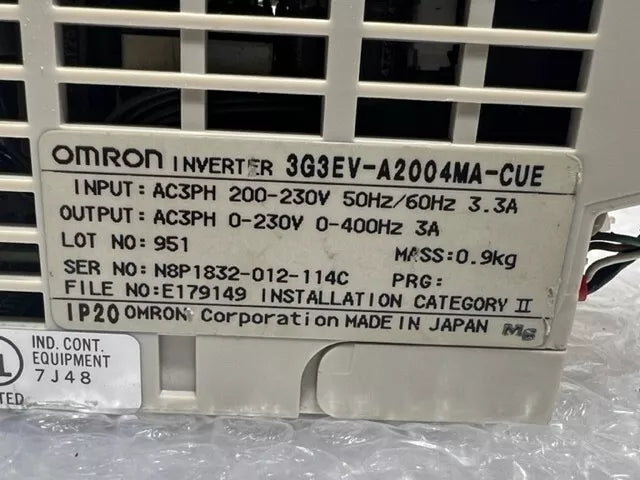 OMRON INVERTER 3G3EV-A2004MA-CUE
INPUT: AC3PH 200-230V 50Hz/60Hz 3.3A
OUTPUT: AC3PH 0-230V 0-400Hz 3A
LOT NO: 951 MASS:0.9kg
SER NO: N8P1832-012-114C PRG:
FILE NO:E179149 INSTALLATION CATEGORY II
IP20 OMRON Corporation MADE IN JAPAN MG
IND. CONT.
EQUIPMENT
7J48